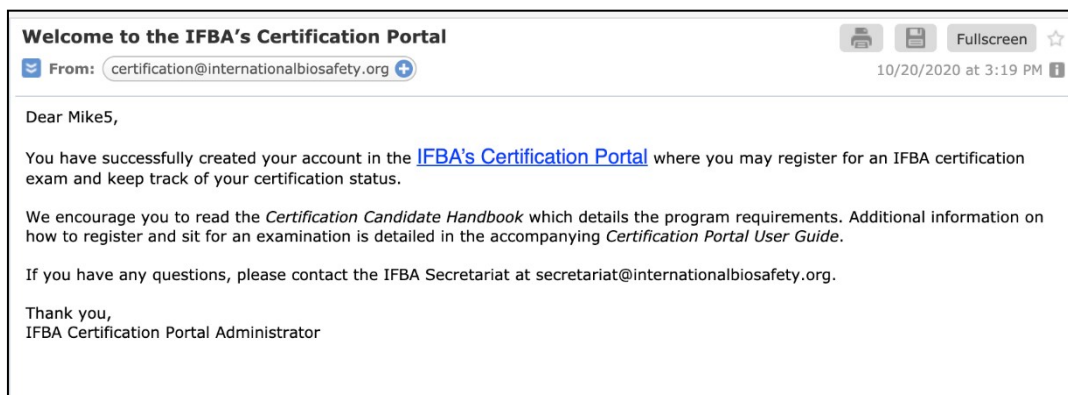 Welcome to the IFBA’s Certification Portal
Fullscreen
From: certification@internationalbiosafety.org
10/20/2020 at 3:19 PM
Dear Mike5,
You have successfully created your account in the IFBA's Certification Portal where you may register for an IFBA certification
exam and keep track of your certification status.
We encourage you to read the Certification Candidate Handbook which details the program requirements. Additional information on
how to register and sit for an examination is detailed in the accompanying Certification Portal User Guide.
If you have any questions, please contact the IFBA Secretariat at secretariat@internationalbiosafety.org.
Thank you,
IFBA Certification Portal Administrator